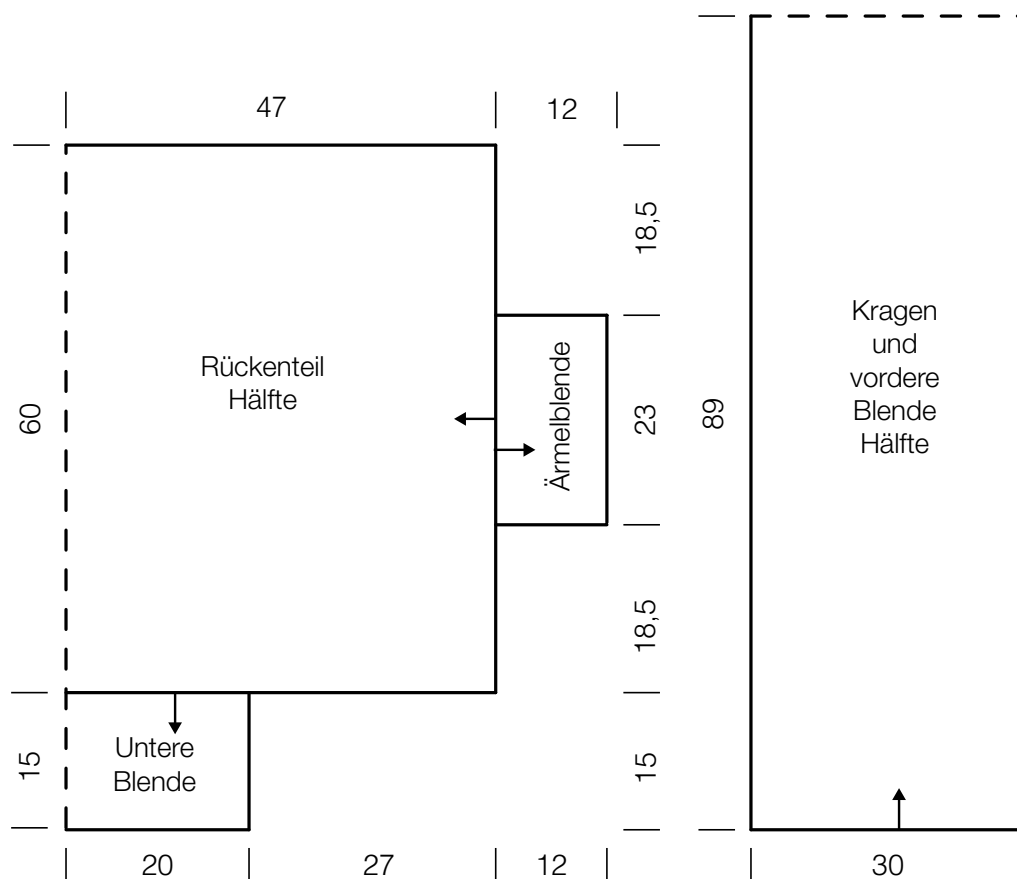 47
12
18,5
60
Rückenteil
Hälfte
Ärmelblende
23
18,5
15
Untere
Blende
15
20
27
12
89
Kragen
und
vordere
Blende
Hälfte
30